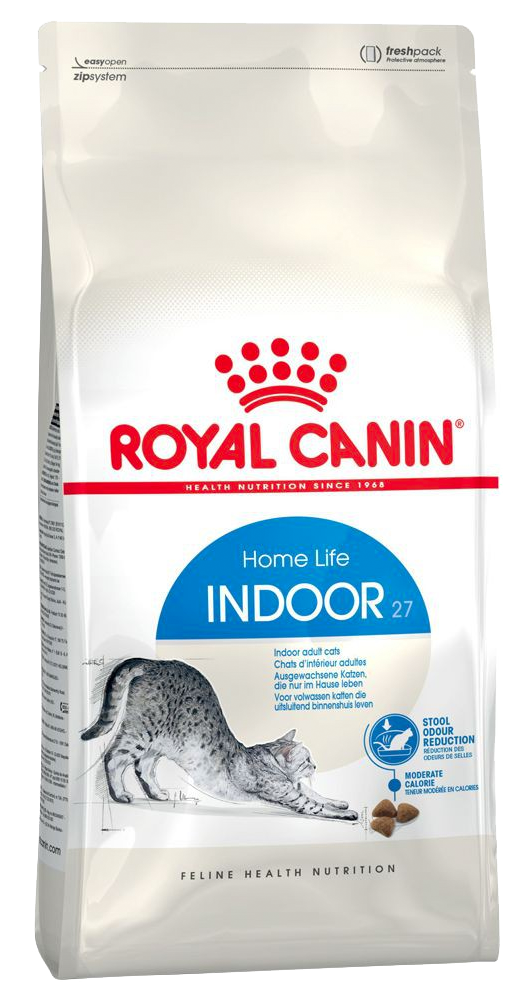 easyopen
zipsystem
freshpack
Protective atmosphere
ROYAL CANIN®
HEALTH NUTRITION SINCE 1968
Home Life
INDOOR 27
Indoor adult cats
Chats d'intérieur adultes
Ausgewachsene Katzen,
die nur im Hause leben
Voor volwassen katten die
uitsluitend binnenshuis leven
STOOL
ODOUR
REDUCTION
RÉDUCTION DES
ODEURS DE SELLES
MODERATE
CALORIE
TENEUR MODÉRÉE EN CALORIES
FELINE HEALTH NUTRITION